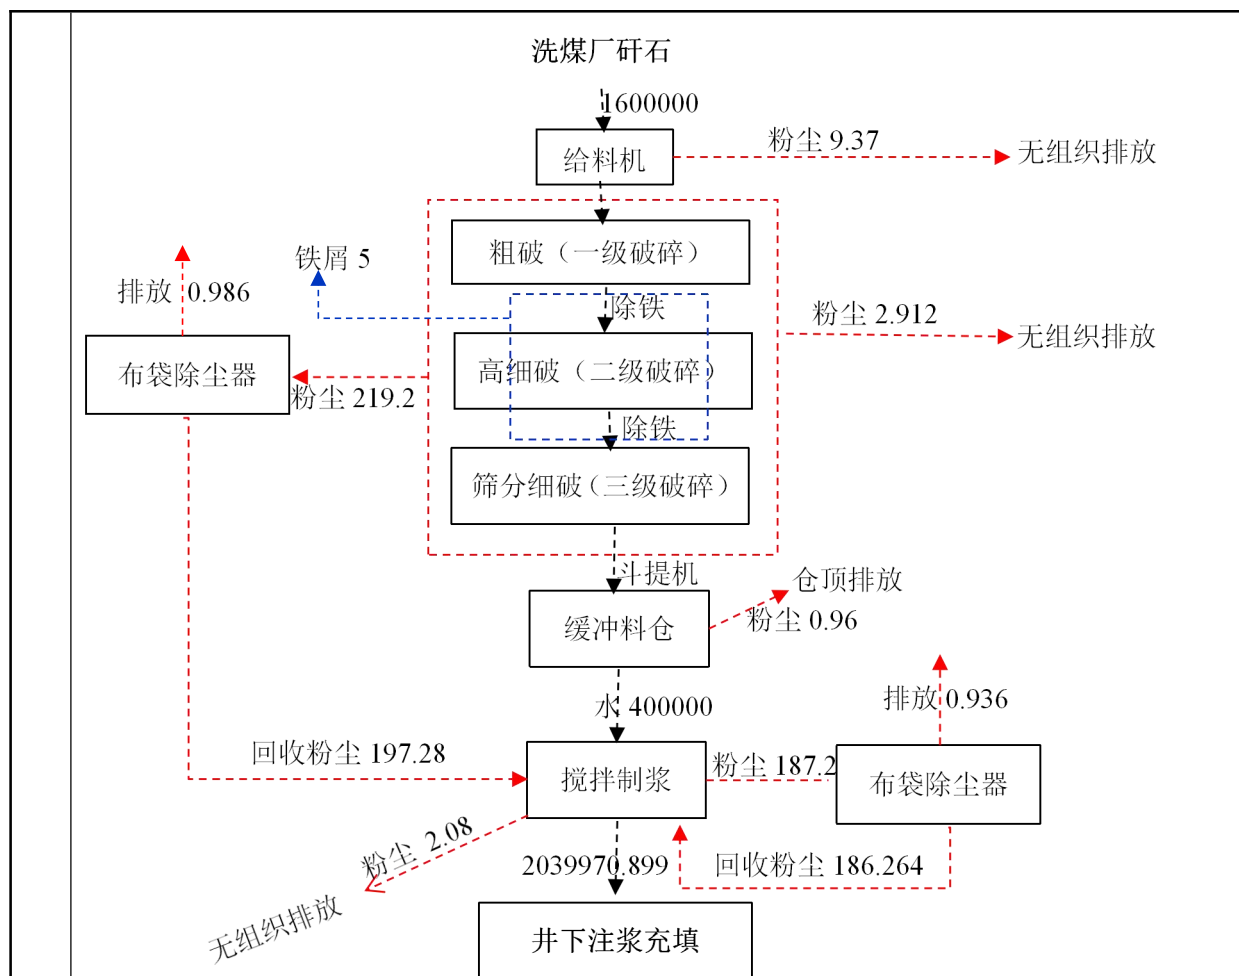 洗煤厂矸石
1600000
给料机
粉尘 9.37
无组织排放
粗破（一级破碎）
铁屑 5
除铁
排放 0.986
粉尘 2.912
无组织排放
布袋除尘器
高细破（二级破碎）
粉尘 219.2
除铁
筛分细破（三级破碎）
斗提机
仓顶排放
缓冲料仓
粉尘 0.96
水 400000
排放 0.936
回收粉尘 197.28
搅拌制浆
粉尘 187.2
布袋除尘器
粉尘 2.08
2039970.899
回收粉尘 186.264
无组织排放
井下注浆充填